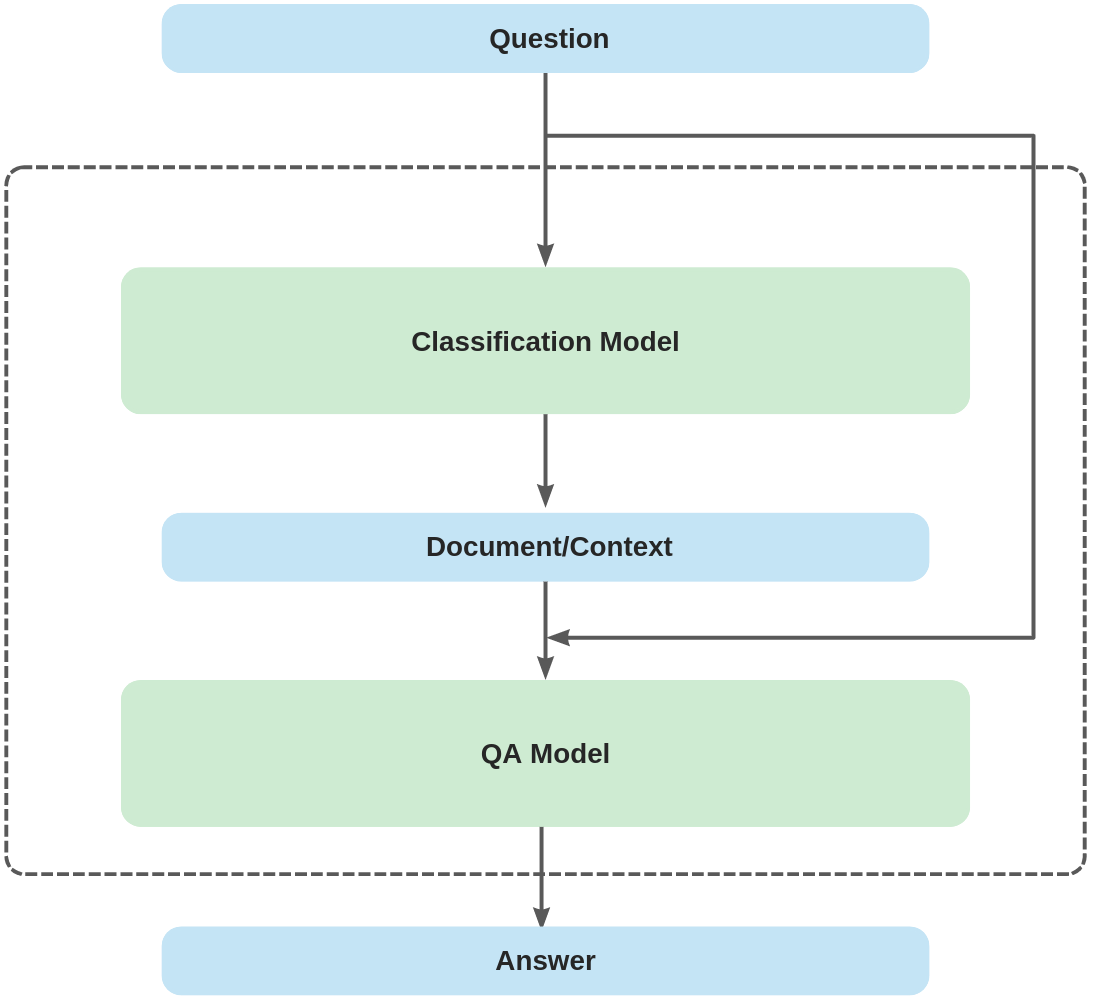 Question
Classification Model
Document/Context
QA Model
Answer